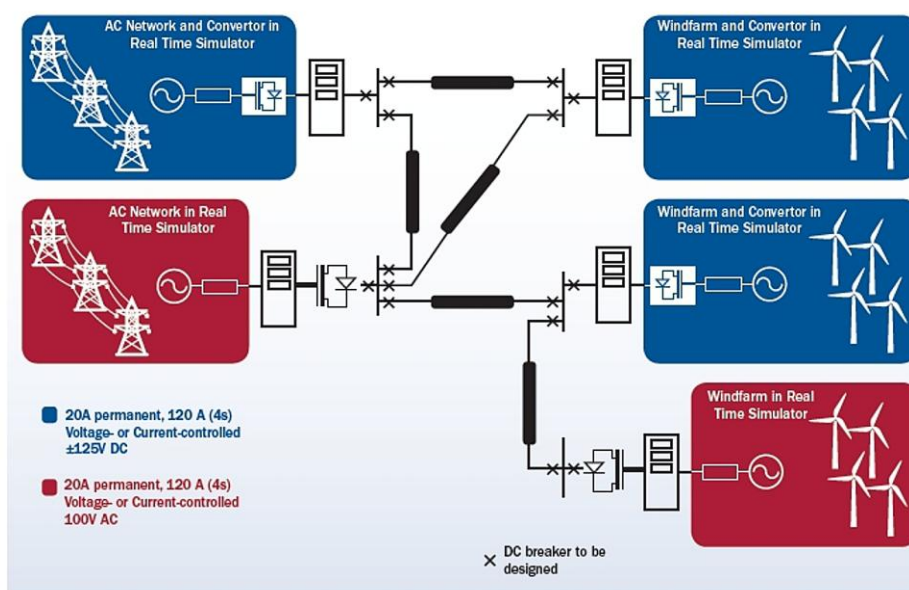 AC Network and Convertor in
Real Time Simulator
Windfarm and Convertor in
Real Time Simulator
AC Network in Real
Time Simulator
Windfarm and Convertor in
Real Time Simulator
Windfarm in Real
Time Simulator
20A permanent, 120 A (4s)
Voltage- or Current-controlled
±125V DC
20A permanent, 120 A (4s)
Voltage- or Current-controlled
100V AC
DC breaker to be
designed